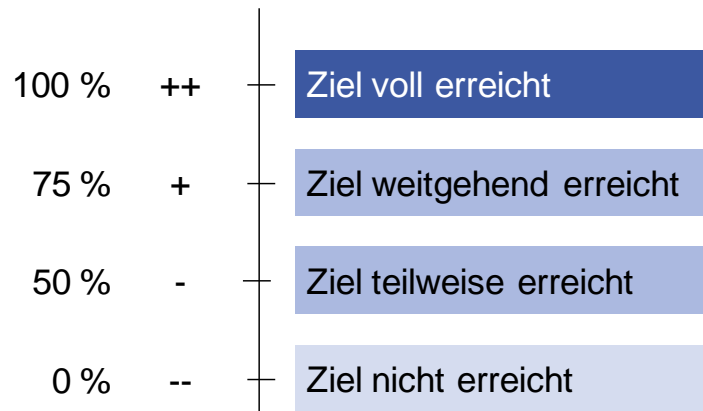 100 % ++ Ziel voll erreicht
75 % + Ziel weitgehend erreicht
50 % - Ziel teilweise erreicht
0 % -- Ziel nicht erreicht